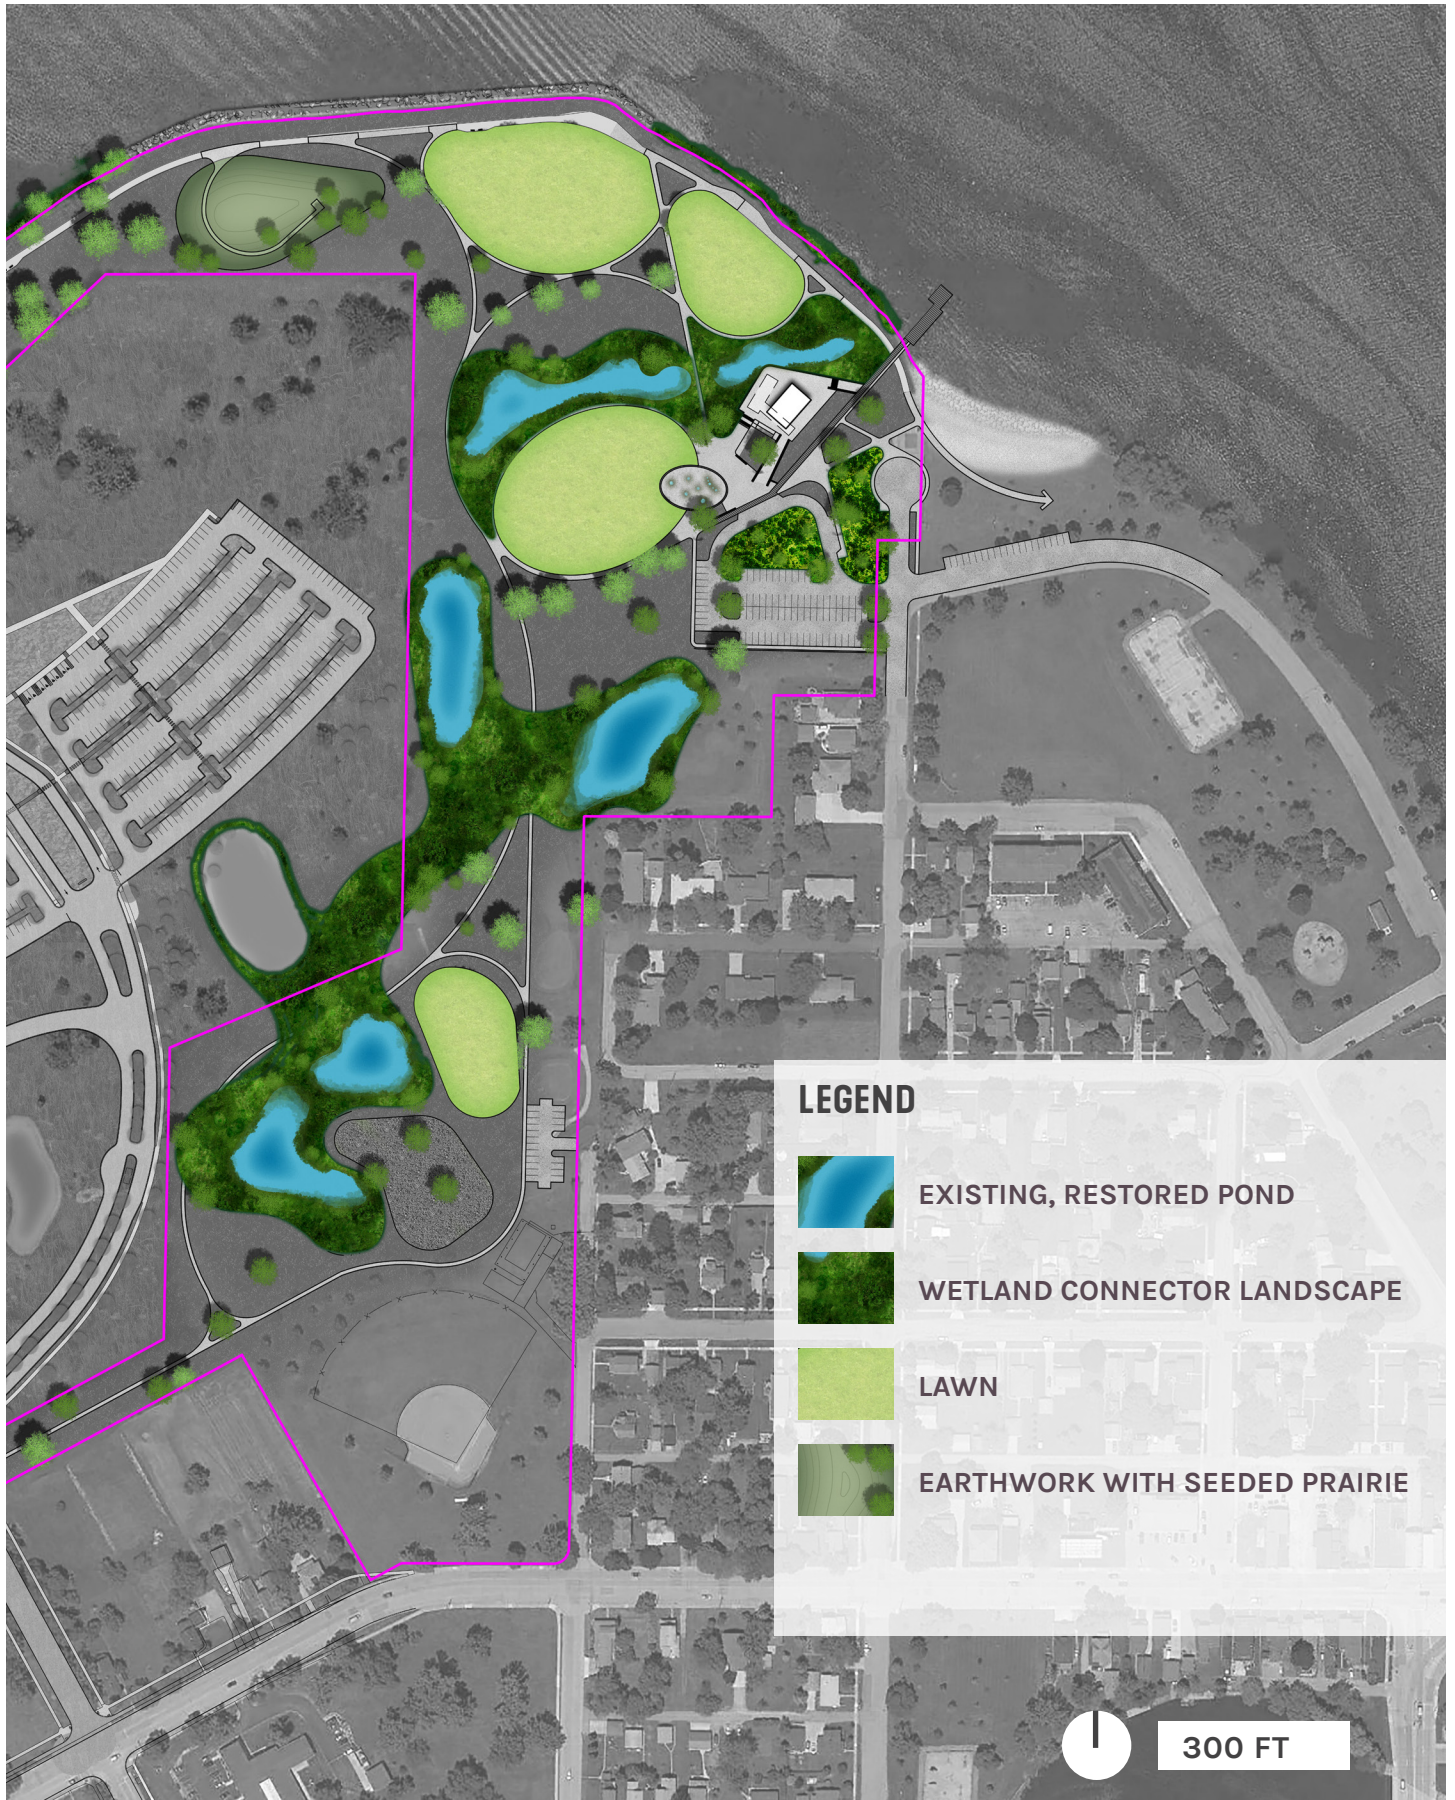 LEGEND
EXISTING, RESTORED POND
WETLAND CONNECTOR LANDSCAPE
LAWN
EARTHWORK WITH SEEDED PRAIRIE
300 FT